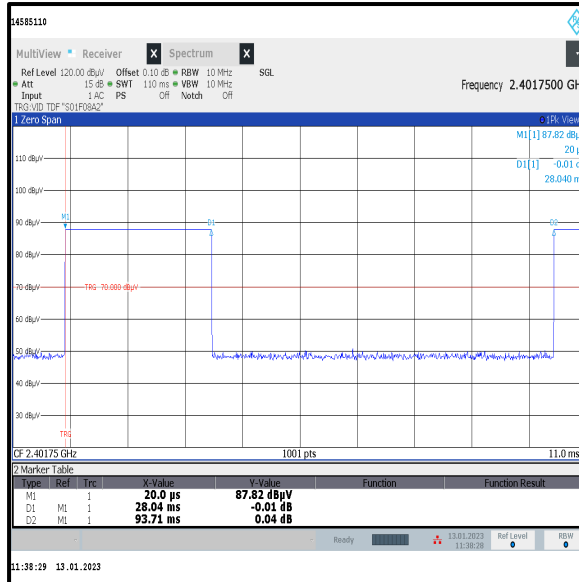 14585110
MultiView Receiver X Spectrum X
Ref Level 120.00 dBµV Offset 0.10 dB RBW 10 MHz SGL
Att 15 dB SWT 110 ms VBW 10 MHz Frequency 2.4017500 GH
Input 1 AC PS Off Notch Off
TRG:VID TDF "S01F08A2"
1 Zero Span 1Pk View
M1[1] 87.82 dBµ
20 µ
D1[1] -0.01 d
28.040 m
110 dBµV
100 dBµV
90 dBµV
M1 D1 D2
80 dBµV
70 dBµV
TRG 70.000 dBµV
60 dBµV
50 dBµV
40 dBµV
30 dBµV
TRG
CF 2.40175 GHz 1001 pts 11.0 ms
2 Marker Table
Type Ref Trc X-Value Y-Value Function Function Result
M1 1 20.0 µs 87.82 dBµV
D1 M1 1 28.04 ms -0.01 dB
D2 M1 1 93.71 ms 0.04 dB
Ready 13.01.2023 11:38:28 Ref Level RBW
11:38:29 13.01.2023